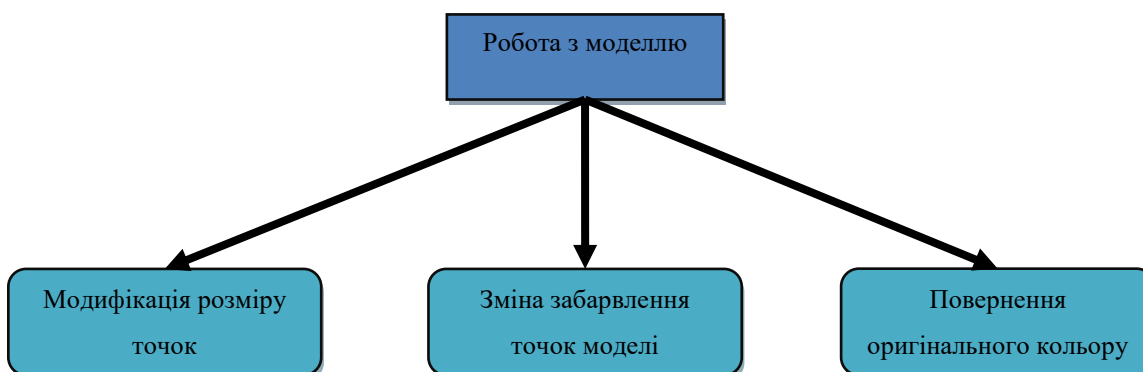 Робота з моделлю
Модифікація розміру
точок
Зміна забарвлення
точок моделі
Повернення
оригінального кольору